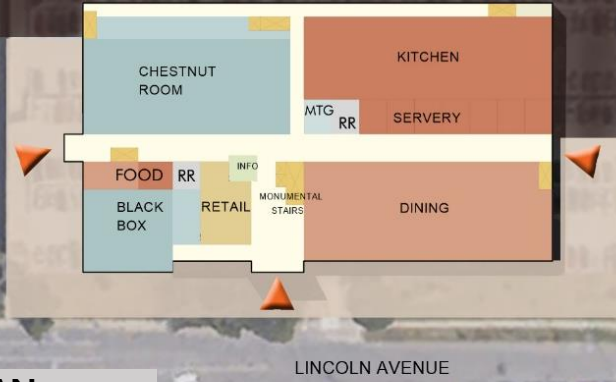 CHESTNUT
ROOM
KITCHEN
MTG
RR
SERVERY
FOOD
RR
INFO
BLACK
BOX
RETAIL
MONUMENTAL
STAIRS
DINING
LINCOLN AVENUE